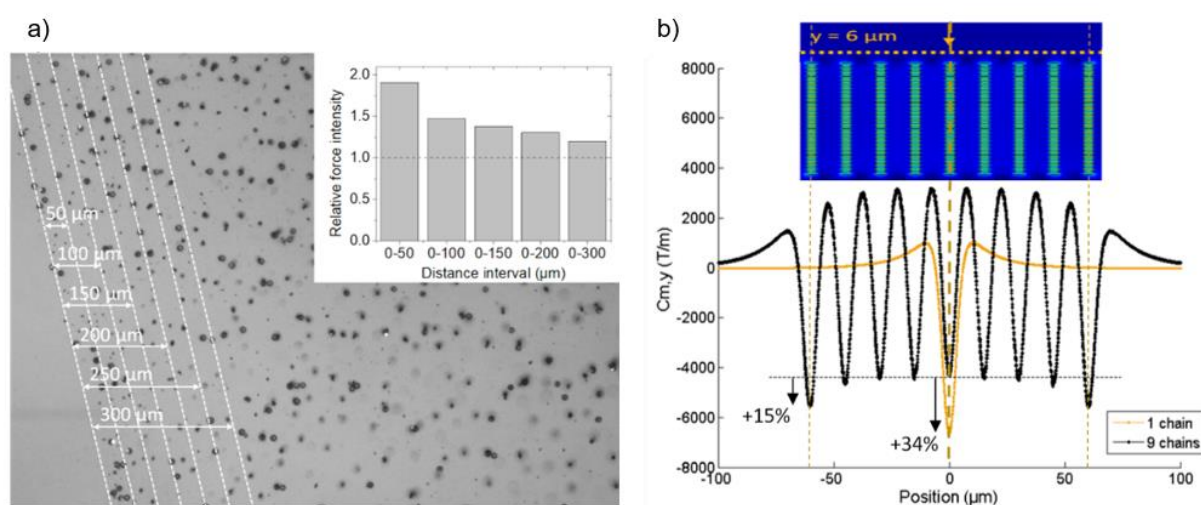 a)
50 µm
100 µm
150 µm
200 µm
250 µm
300 µm
2.0
1.5
1.0
0.5
0.0
Relative force intensity
0-50 0-100 0-150 0-200 0-300
Distance interval (µm)
b)
y = 6 µm
8000
6000
4000
2000
0
-2000
-4000
-6000
-8000
Cm,y (T/m)
+15%
+34%
1 chain
9 chains
-100 -50 0 50 100
Position (µm)